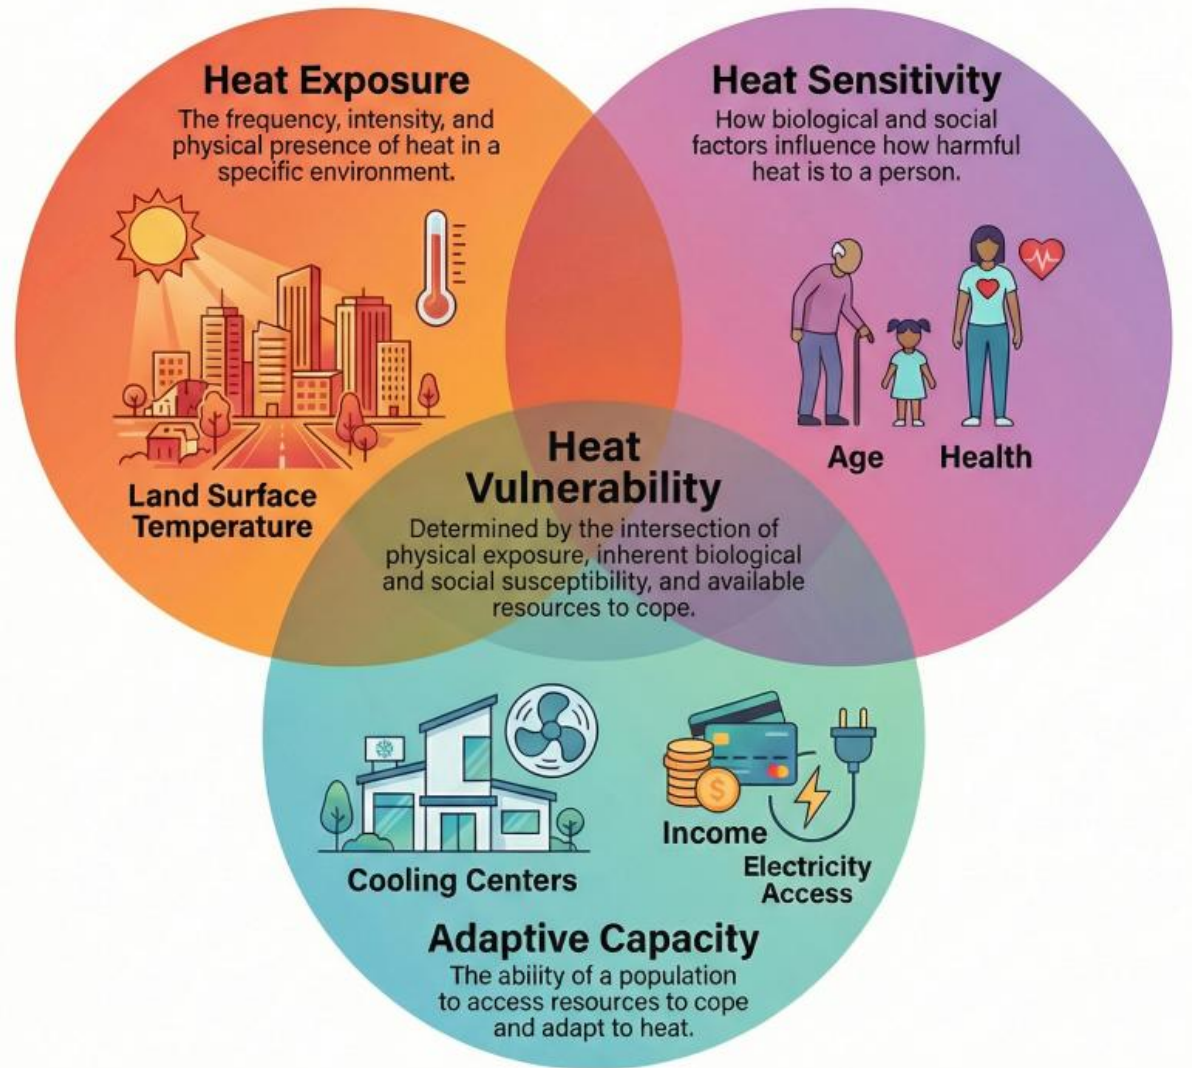 Heat Exposure
The frequency, intensity, and
physical presence of heat in a
specific environment.
Land Surface
Temperature
Heat Sensitivity
How biological and social
factors influence how harmful
heat is to a person.
Age
Health
Heat
Vulnerability
Determined by the intersection of
physical exposure, inherent biological
and social susceptibility, and available
resources to cope.
Cooling Centers
$
Income
Electricity
Access
Adaptive Capacity
The ability of a population
to access resources to cope
and adapt to heat.